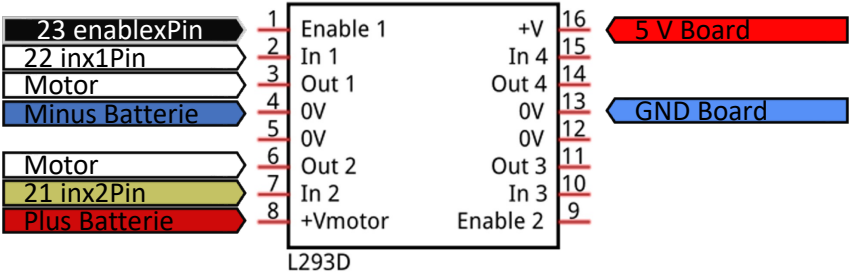 23 enablexPin
22 inx1Pin
Motor
Minus Batterie
Motor
21 inx2Pin
Plus Batterie
1
2
3
4
5
6
7
8
Enable 1
In 1
Out 1
0V
0V
Out 2
In 2
+Vmotor
+V
In 4
Out 4
0V
0V
Out 3
In 3
Enable 2
16
15
14
13
12
11
10
9
5 V Board
GND Board
L293D